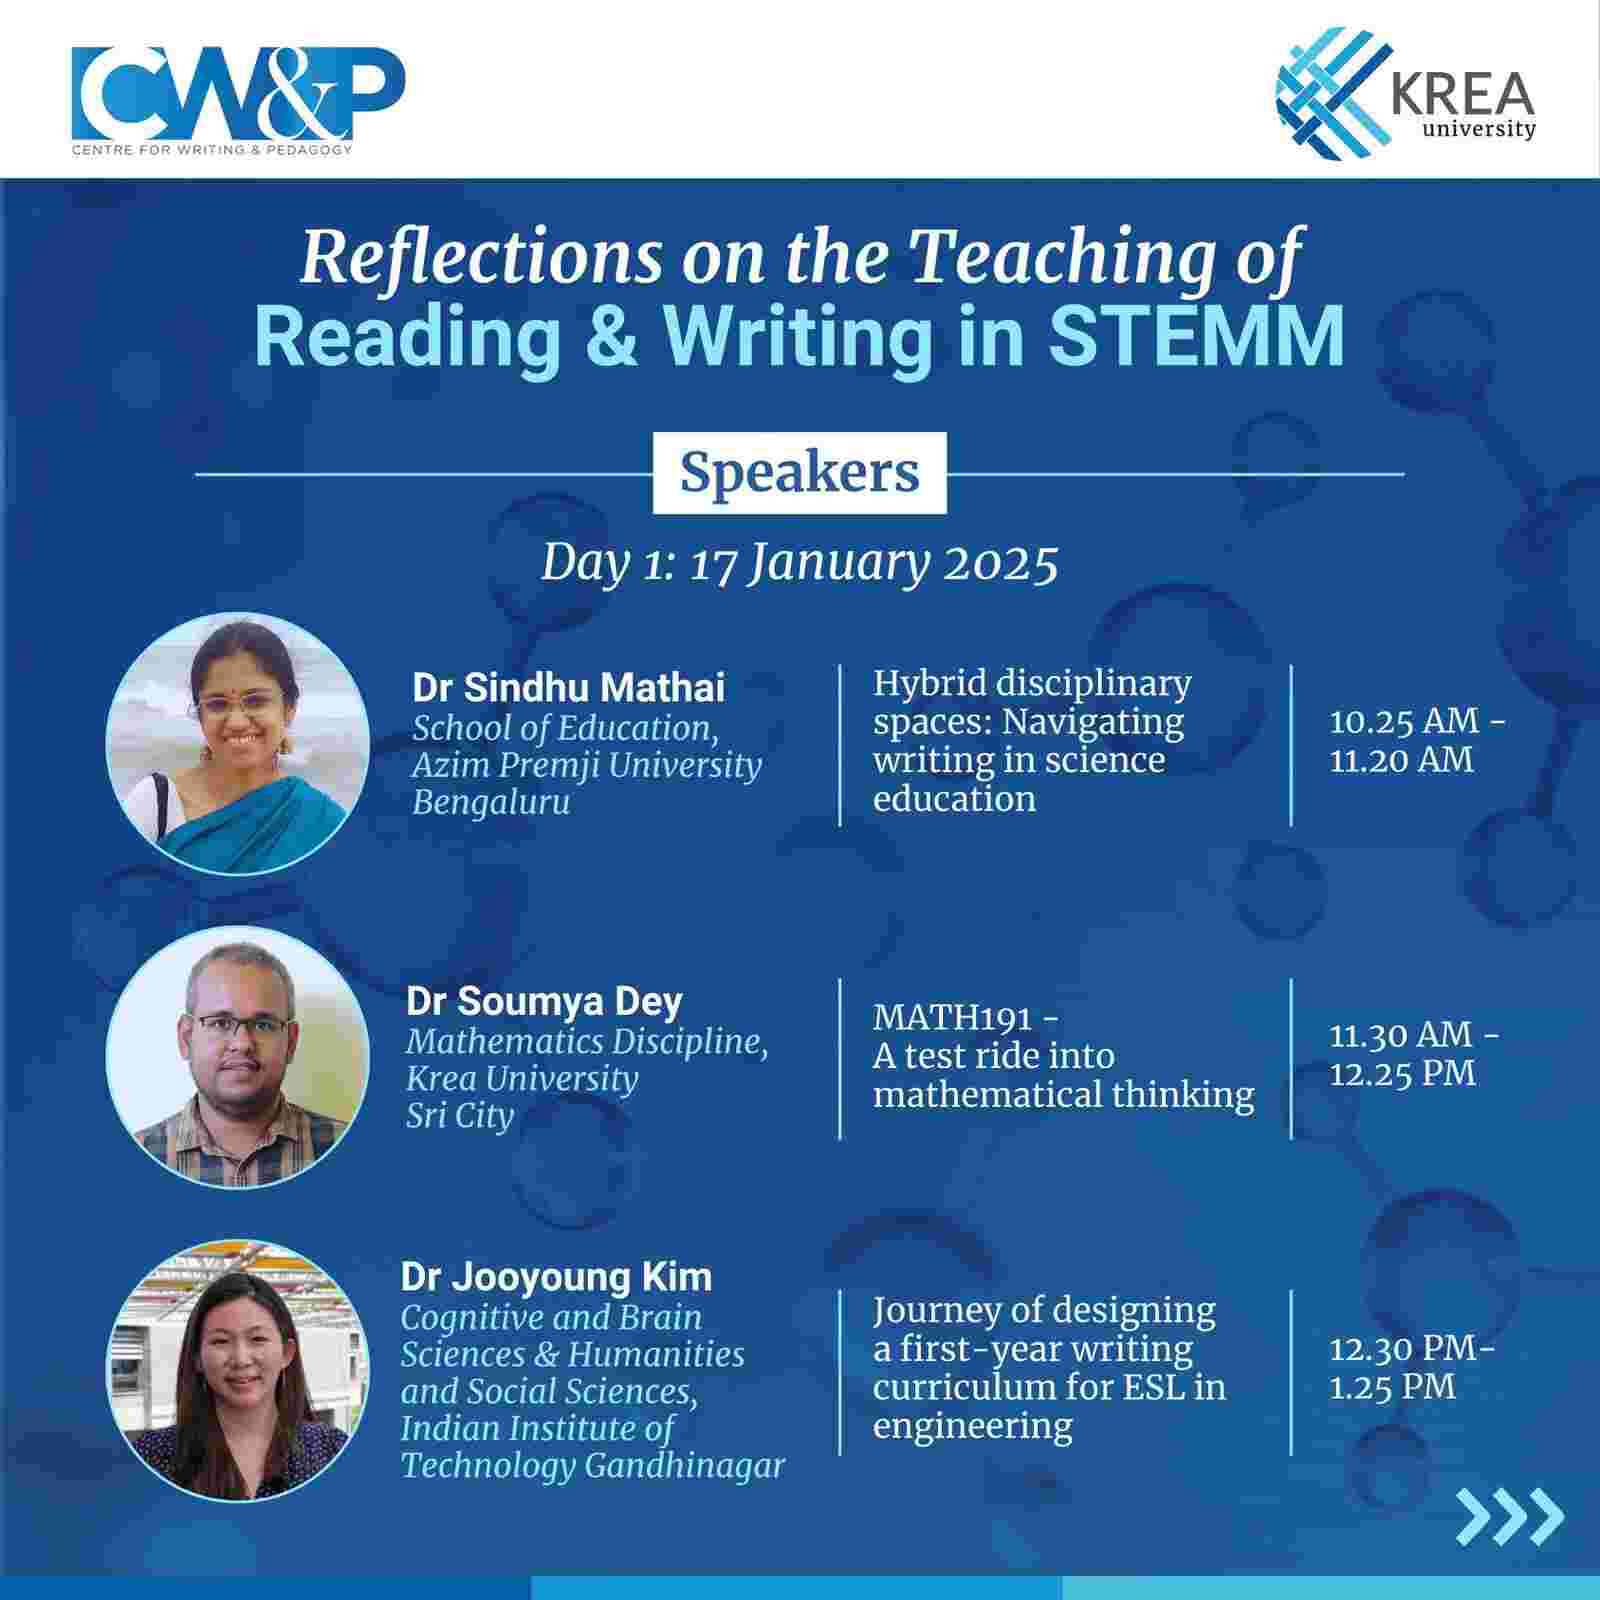 CW&P
CENTRE FOR WRITING & PEDAGOGY
KREA
university
Reflections on the Teaching of
Reading & Writing in STEMM
Speakers
Day 1: 17 January 2025
Dr Sindhu Mathai
School of Education,
Azim Premji University
Bengaluru
Hybrid disciplinary
spaces: Navigating
writing in science
education
10.25 AM -
11.20 AM
Dr Soumya Dey
Mathematics Discipline,
Krea University
Sri City
MATH191 -
A test ride into
mathematical thinking
11.30 AM -
12.25 PM
Dr Jooyoung Kim
Cognitive and Brain
Sciences & Humanities
and Social Sciences,
Indian Institute of
Technology Gandhinagar
Journey of designing
a first-year writing
curriculum for ESL in
engineering
12.30 PM-
1.25 PM